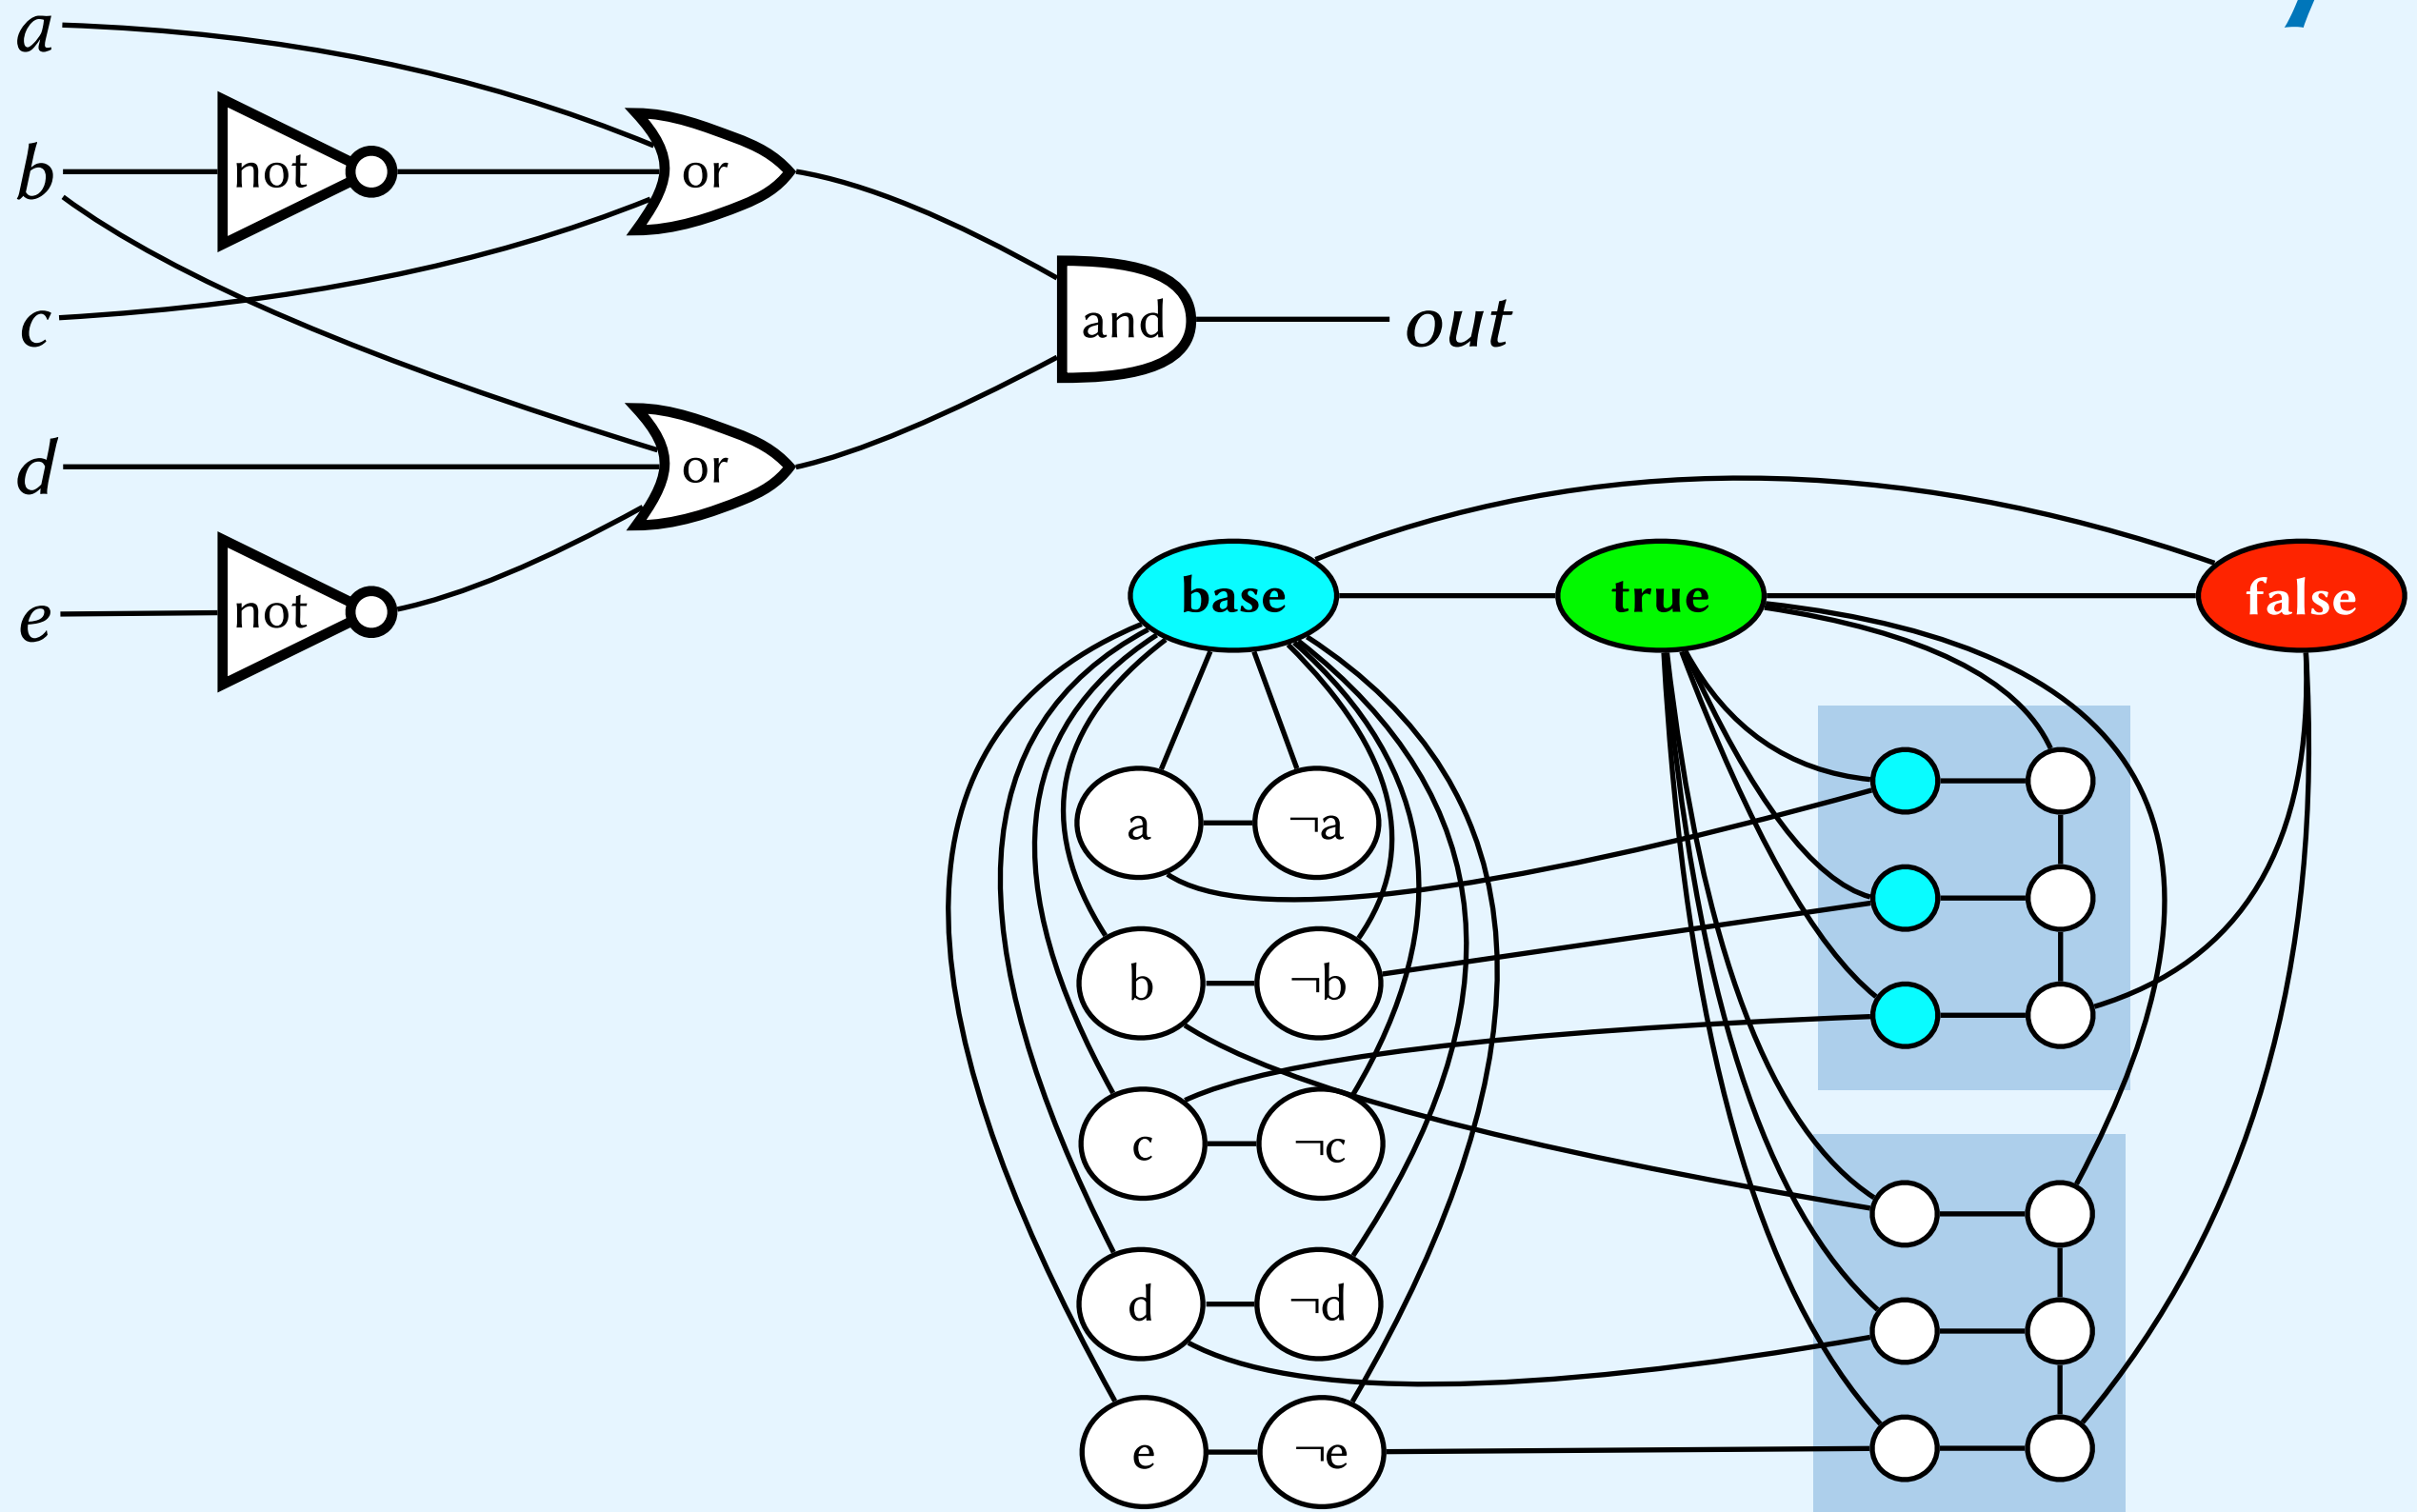 a
b
c
d
e
not
not
or
or
and
out
base
true
false
a
¬a
b
¬b
c
¬c
d
¬d
e
¬e